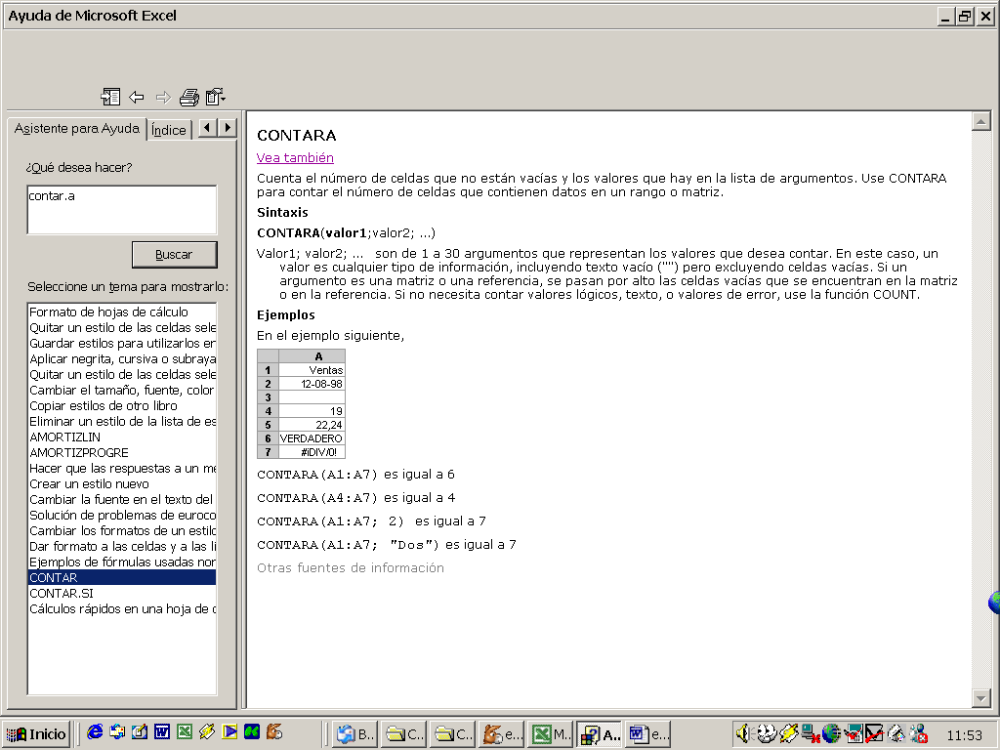 Ayuda de Microsoft Excel
Asistente para Ayuda
Índice
¿Qué desea hacer?
contar.a
Buscar
Seleccione un tema para mostrarlo:
Formato de hojas de cálculo
Quitar un estilo de las celdas sele
Guardar estilos para utilizarlos er
Aplicar negrita, cursiva o subraya
Quitar un estilo de las celdas sele
Cambiar el tamaño, fuente, color
Copiar estilos de otro libro
Eliminar un estilo de la lista de es
AMORTIZLIN
AMORTIZPROGRE
Hacer que las respuestas a un me
Crear un estilo nuevo
Cambiar la fuente en el texto del
Solución de problemas de euroco
Cambiar los formatos de un estilo
Dar formato a las celdas y a las li
Ejemplos de fórmulas usadas nor
CONTAR
CONTAR.SI
Cálculos rápidos en una hoja de c
CONTARA
Vea también
Cuenta el número de celdas que no están vacías y los valores que hay en la lista de argumentos. Use CONTARA
para contar el número de celdas que contienen datos en un rango o matriz.
Sintaxis
CONTARA(valor1;valor2; ...)
Valor1; valor2; ... son de 1 a 30 argumentos que representan los valores que desea contar. En este caso, un
valor es cualquier tipo de información, incluyendo texto vacío ("") pero excluyendo celdas vacías. Si un
argumento es una matriz o una referencia, se pasan por alto las celdas vacías que se encuentran en la matriz
o en la referencia. Si no necesita contar valores lógicos, texto, o valores de error, use la función COUNT.
Ejemplos
En el ejemplo siguiente,
A
1 Ventas
2 12-08-98
3
4 19
5 22,24
6 VERDADERO
7 #¡DIV/0!
CONTARA(A1:A7) es igual a 6
CONTARA(A4:A7) es igual a 4
CONTARA(A1:A7; 2) es igual a 7
CONTARA(A1:A7; "Dos") es igual a 7
Otras fuentes de información
Inicio B.. C.. C.. e... M.. A.. e... 11:53